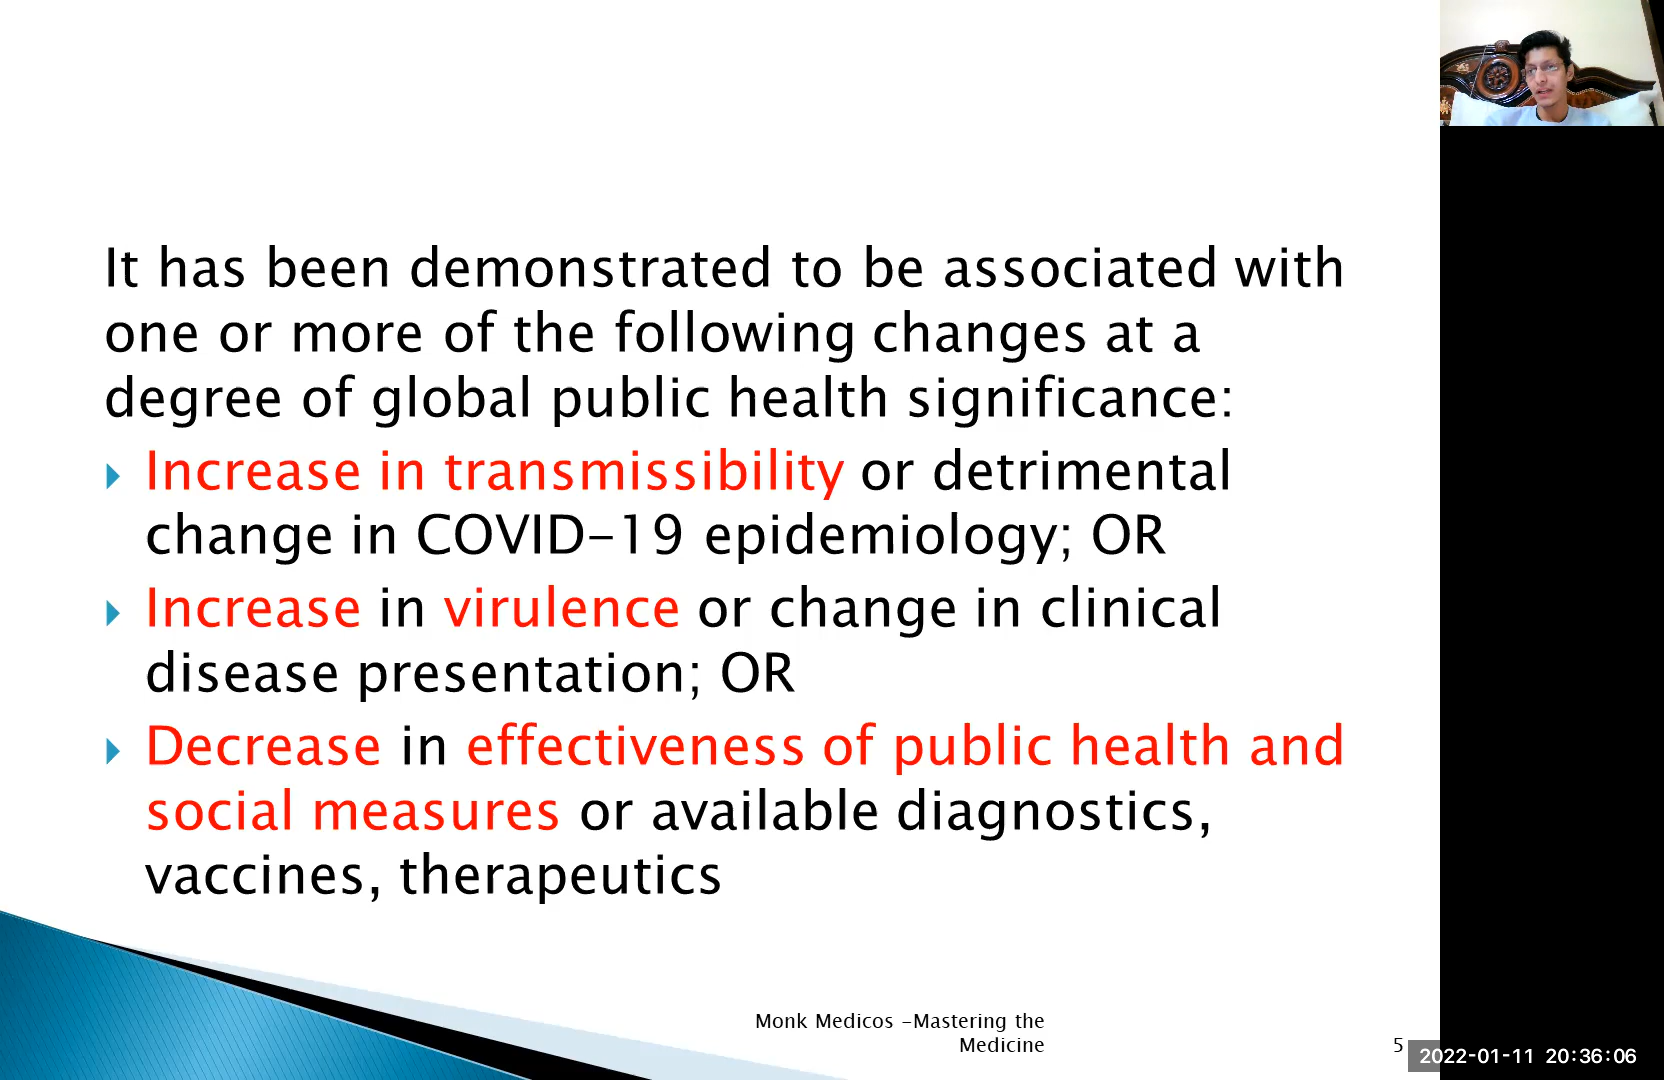 It has been demonstrated to be associated with
one or more of the following changes at a
degree of global public health significance:
Increase in transmissibility or detrimental
change in COVID-19 epidemiology; OR
Increase in virulence or change in clinical
disease presentation; OR
Decrease in effectiveness of public health and
social measures or available diagnostics,
vaccines, therapeutics
Monk Medicos -Mastering the
Medicine
5
2022-01-11 20:36:06